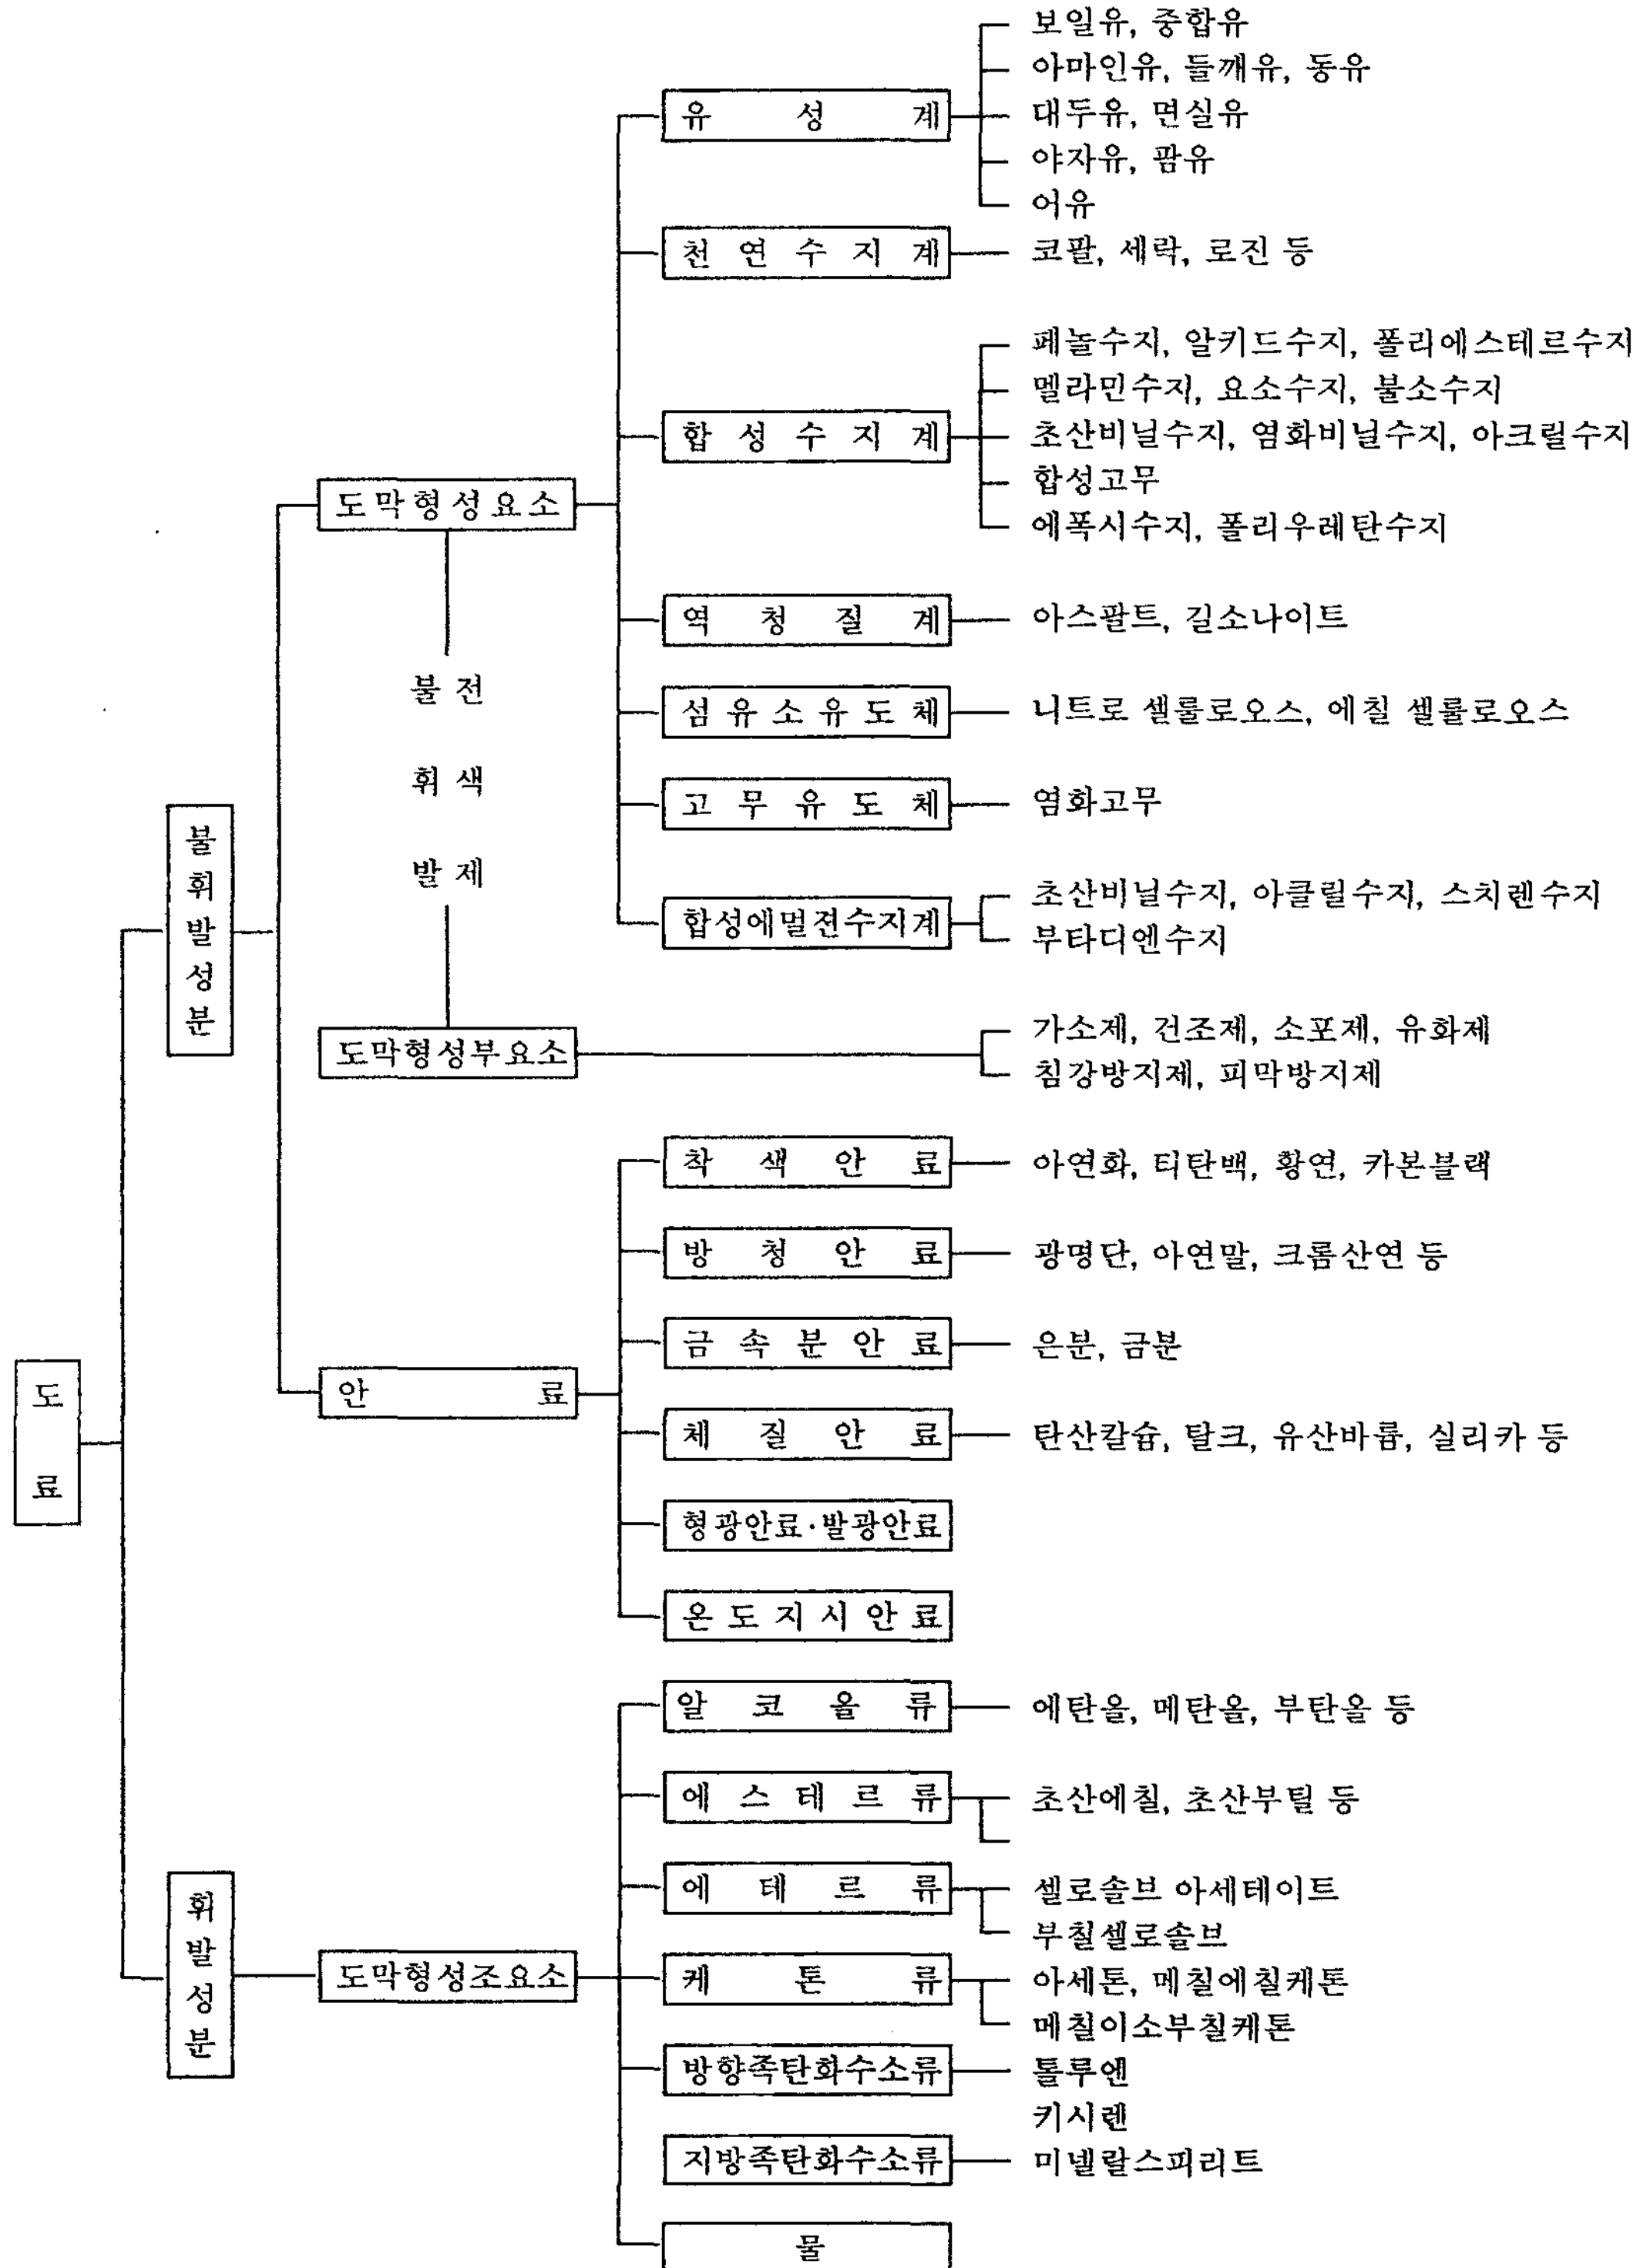 도료
불휘발성분
도막형성요소
유성계
보일유, 중합유
아마인유, 들깨유, 동유
대두유, 면실유
야자유, 팜유
어유
천연수지계
코팔, 세락, 로진 등
합성수지계
페놀수지, 알키드수지, 폴리에스테르수지
멜라민수지, 요소수지, 불소수지
초산비닐수지, 염화비닐수지, 아크릴수지
합성고무
에폭시수지, 폴리우레탄수지
역청질계
아스팔트, 길소나이트
섬유소유도체
니트로 셀룰로오스, 에칠 셀룰로오스
고무유도체
염화고무
합성에멀젼수지계
초산비닐수지, 아클릴수지, 스치렌수지
부타디엔수지
불 전
휘 색
발 제
도막형성부요소
가소제, 건조제, 소포제, 유화제
침강방지제, 피막방지제
안료
착색안료
아연화, 티탄백, 황연, 카본블랙
방청안료
광명단, 아연말, 크롬산연 등
금속분안료
은분, 금분
체질안료
탄산칼슘, 탈크, 유산바륨, 실리카 등
형광안료·발광안료
온도지시안료
휘발성분
도막형성조요소
알코올류
에탄올, 메탄올, 부탄올 등
에스테르류
초산에칠, 초산부틸 등
에테르류
셀로솔브 아세테이트
부칠셀로솔브
케톤류
아세톤, 메칠에칠케톤
메칠이소부칠케톤
방향족탄화수소류
톨루엔
키시렌
지방족탄화수소류
미넬랄스피리트
물